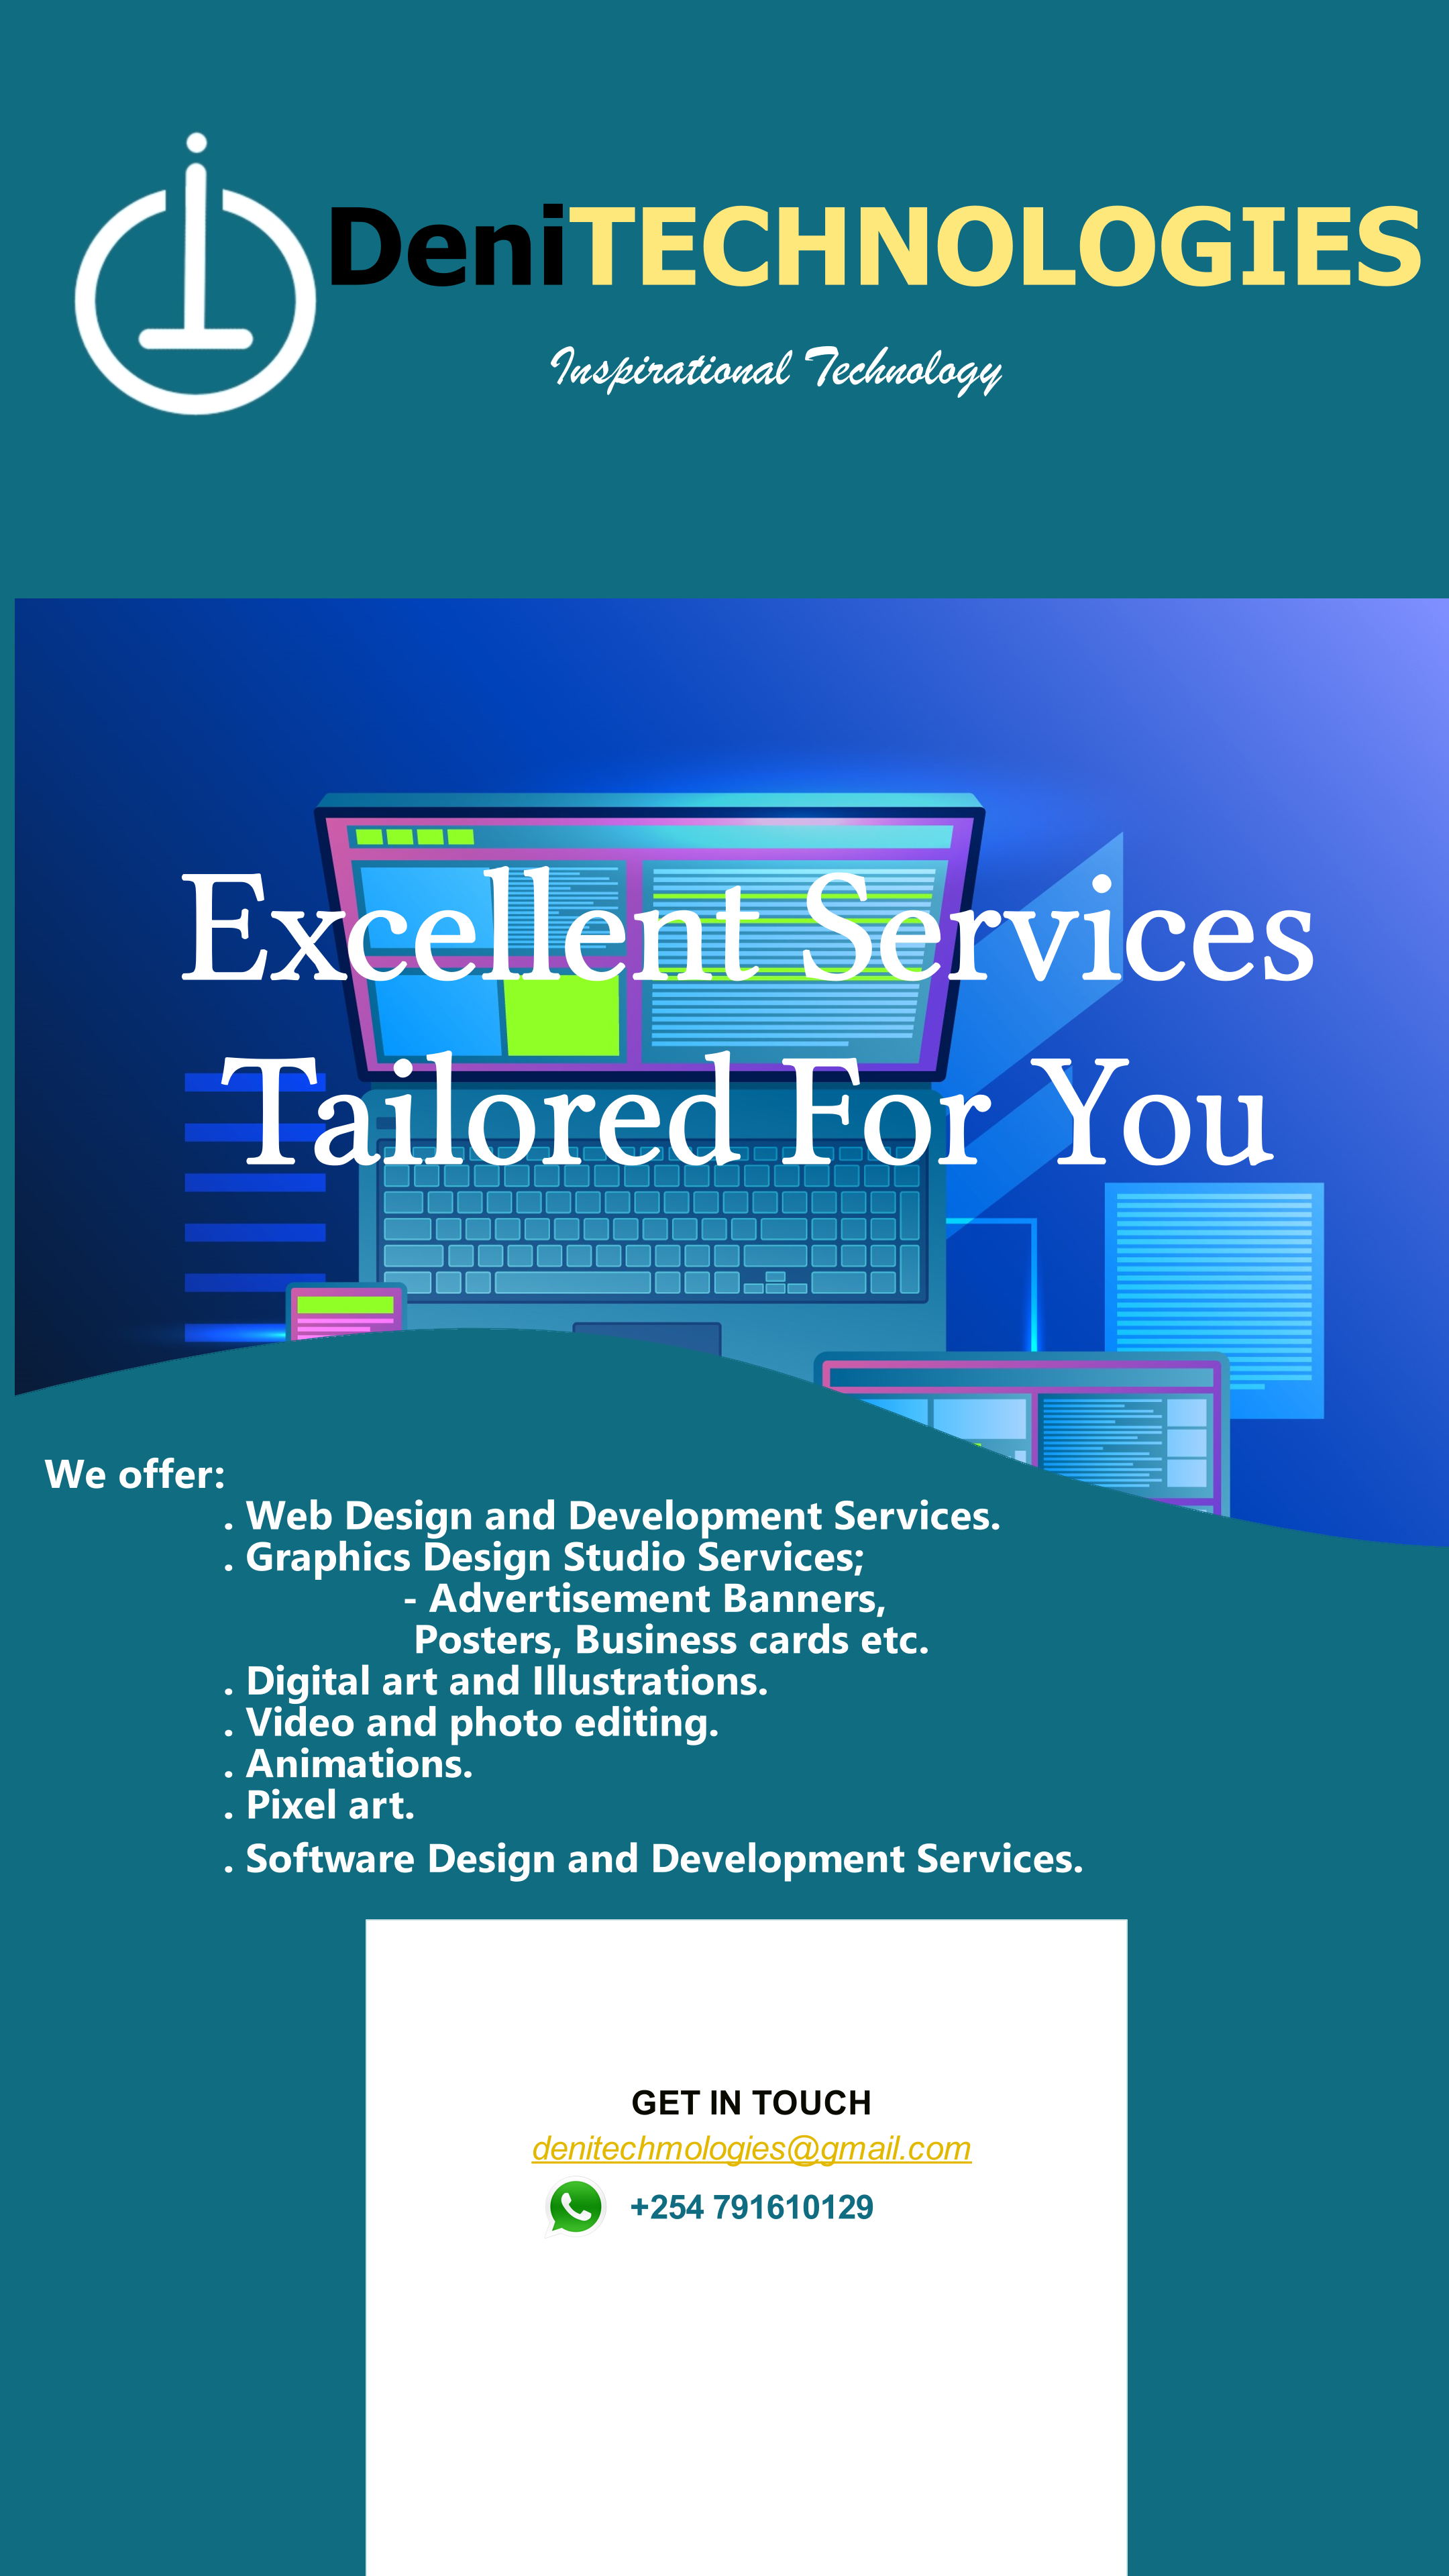 DeniTECHNOLOGIES
Inspirational Technology
Excellent Services
Tailored For You
We offer:
. Web Design and Development Services.
. Graphics Design Studio Services;
- Advertisement Banners,
Posters, Business cards etc.
. Digital art and Illustrations.
. Video and photo editing.
. Animations.
. Pixel art.
. Software Design and Development Services.
GET IN TOUCH
denitechmologies@gmail.com
+254 791610129